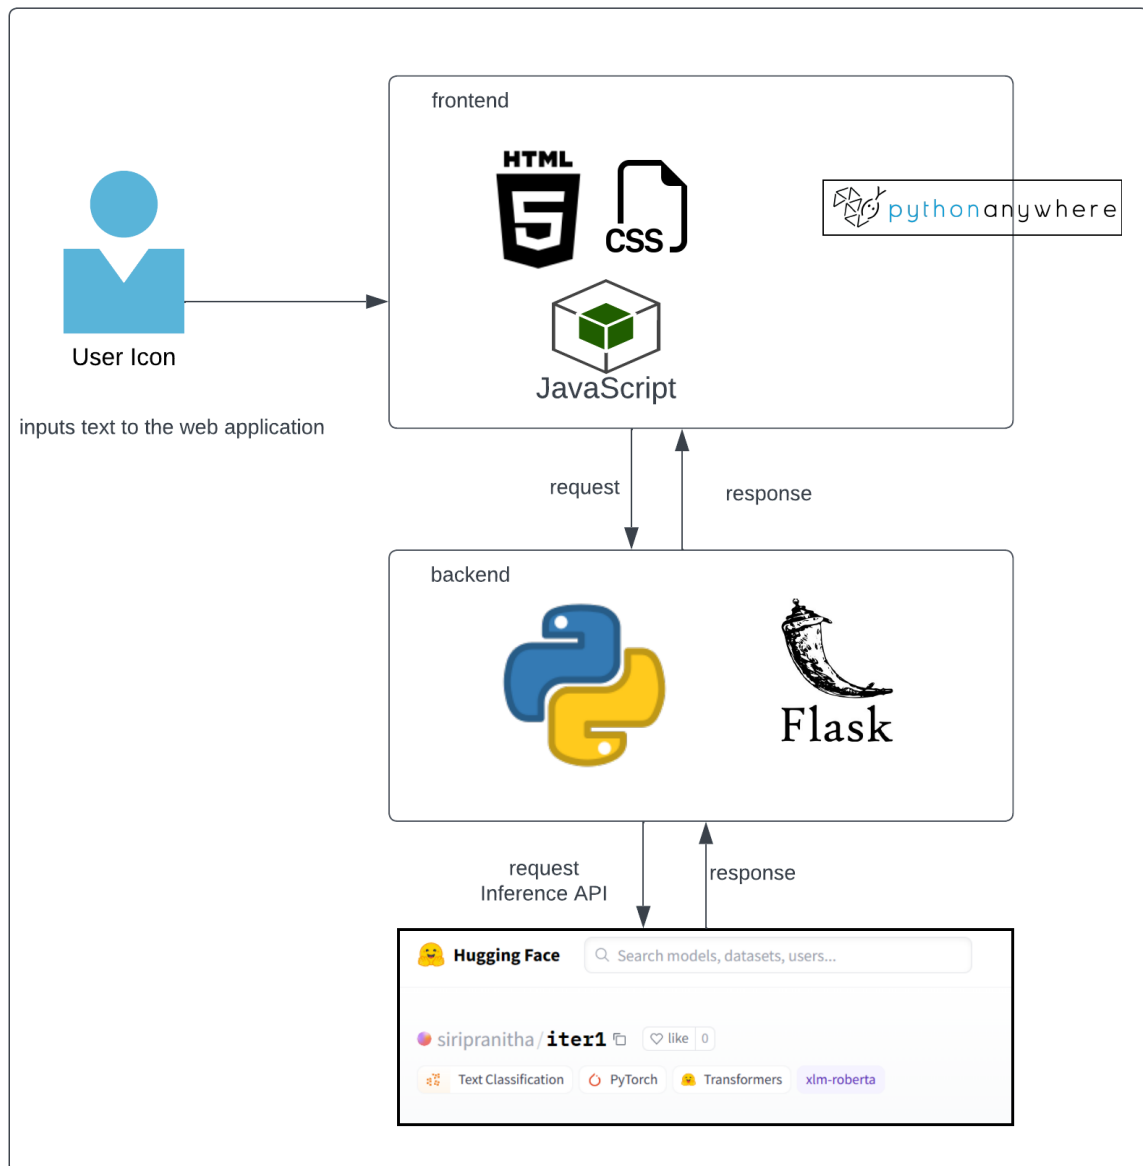 frontend
HTML
5
CSS
pythonanywhere
JavaScript
User Icon
inputs text to the web application
request
response
backend
Flask
request
Inference API
response
Hugging Face
Search models, datasets, users...
siripranitha/iter1
like 0
Text Classification
PyTorch
Transformers
xlm-roberta